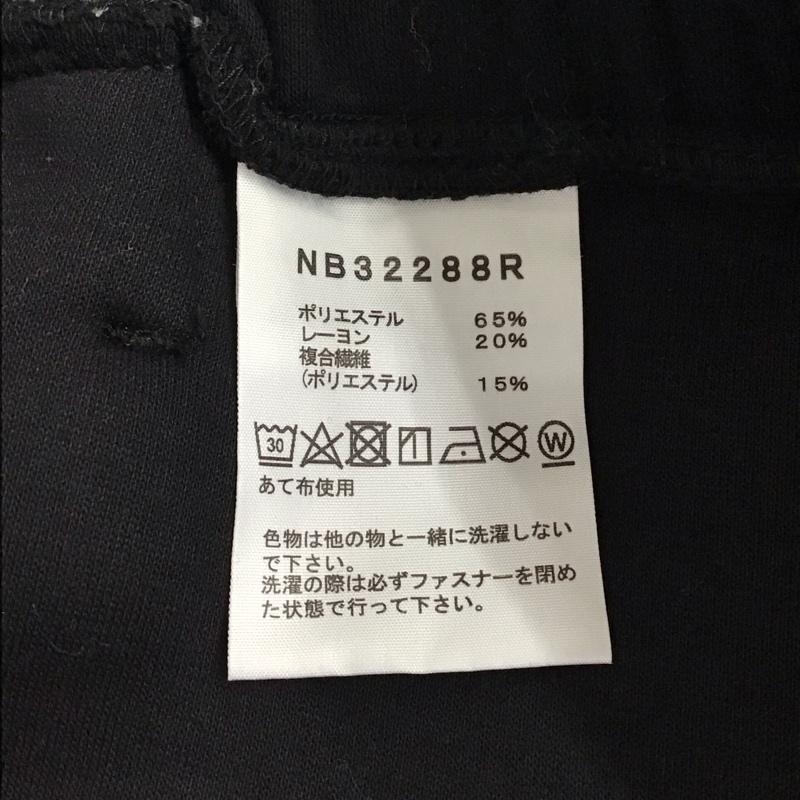 NB32288R
ポリエステル 65%
レーヨン 20%
複合繊維
(ポリエステル) 15%
30 W
あて布使用
色物は他の物と一緒に洗濯しない
で下さい。
洗濯の際は必ずファスナーを閉め
た状態で行って下さい。